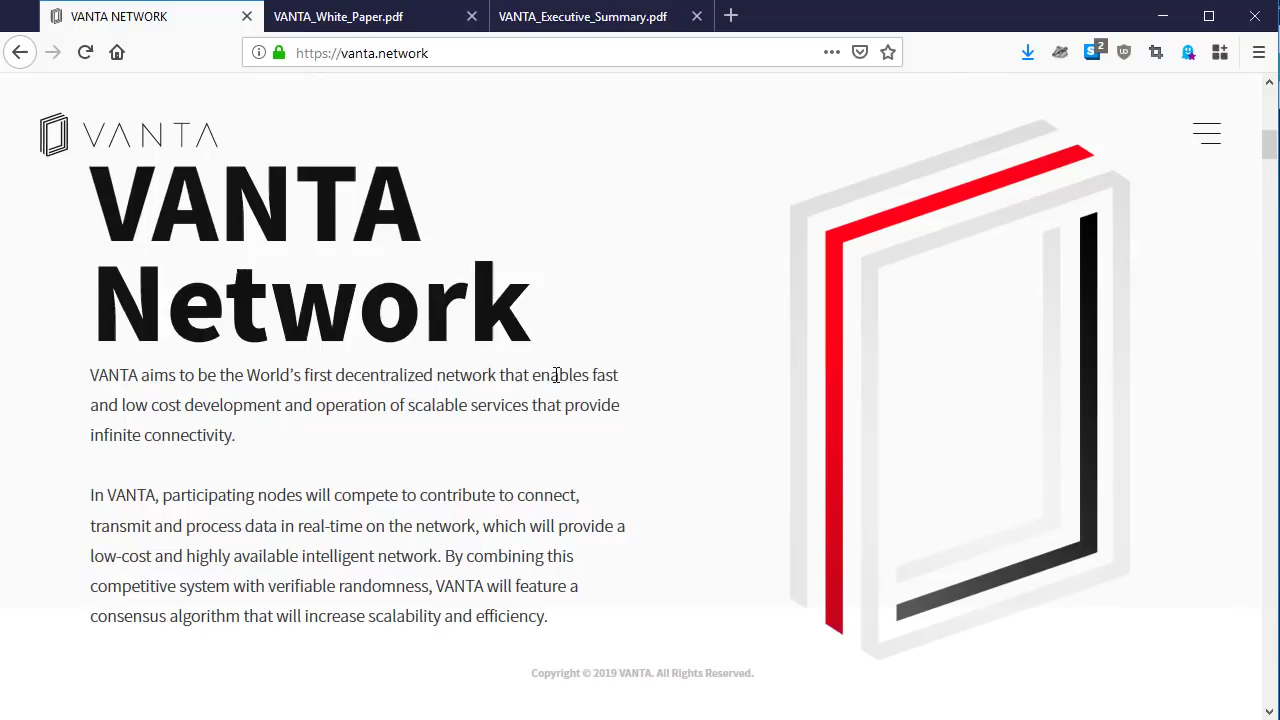 VANTA NETWORK
VANTA_White_Paper.pdf
VANTA_Executive_Summary.pdf
https://vanta.network
2
VANTA
VANTA
Network
VANTA aims to be the World’s first decentralized network that enables fast
and low cost development and operation of scalable services that provide
infinite connectivity.
In VANTA, participating nodes will compete to contribute to connect,
transmit and process data in real-time on the network, which will provide a
low-cost and highly available intelligent network. By combining this
competitive system with verifiable randomness, VANTA will feature a
consensus algorithm that will increase scalability and efficiency.
Copyright © 2019 VANTA. All Rights Reserved.